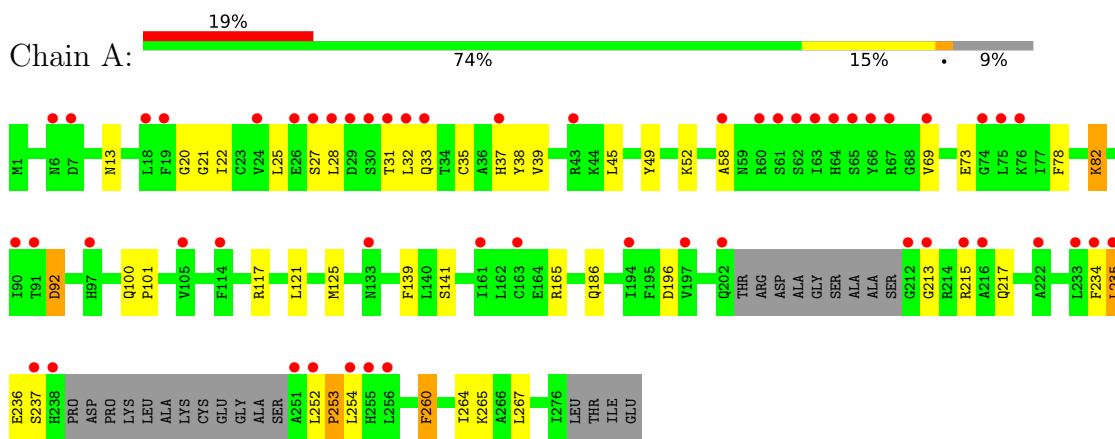 19%
Chain A:
74% 15% • 9%
M1 N6 D7 N13 L18 F19 G20 G21 I22 C23 V24 L25 E26 S27 L28 D29 S30 T31 L32 Q33 T34 C35 A36 H37 Y38 V39 R43 K44 L45 Y49 K52 A58 N59 R60 S61 S62 I63 H64 S65 Y66 R67 G68 V69 E73 G74 L75 K76 I77 F78 K82
I90 T91 D92 H97 Q100 P101 V105 F114 R117 L121 M125 N133 F139 L140 S141 I161 L162 C163 E164 R165 Q186 I194 F195 D196 V197 Q202 THR ARG ASP ALA GLY SER ALA ALA SER G212 G213 R214 R215 A216 Q217 A222 L233 F234 L235
E236 S237 H238 PRO ASP PRO LYS LEU ALA LYS CYS GLU GLY ALA SER A251 L252 P253 L254 H255 L256 F260 I264 K265 A266 L267 I276 LEU THR ILE GLU